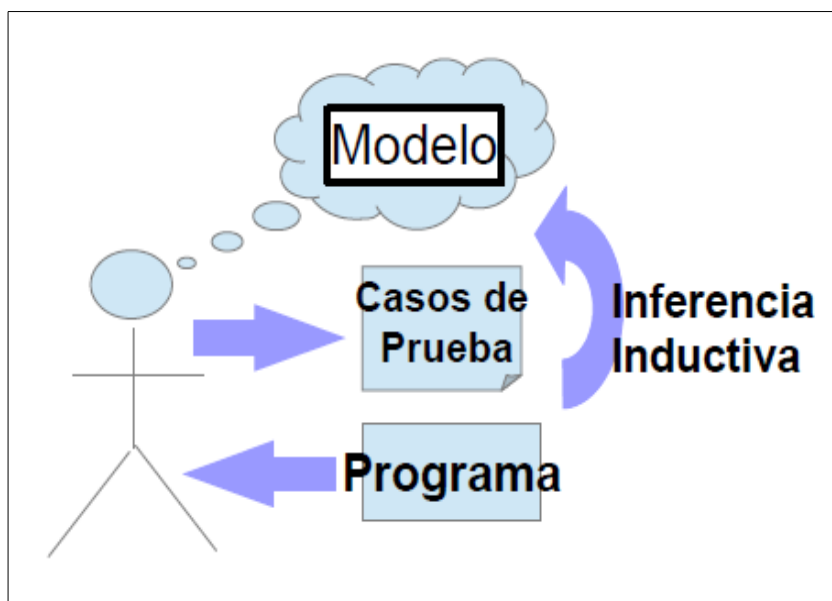 Modelo
Casos de
Prueba
Inferencia
Inductiva
Programa